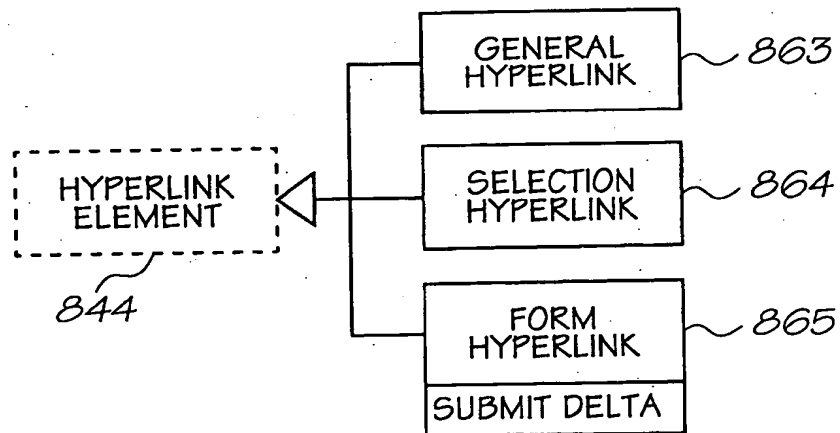 GENERAL
HYPERLINK
863
HYPERLINK
ELEMENT
844
SELECTION
HYPERLINK
864
FORM
HYPERLINK
865
SUBMIT DELTA